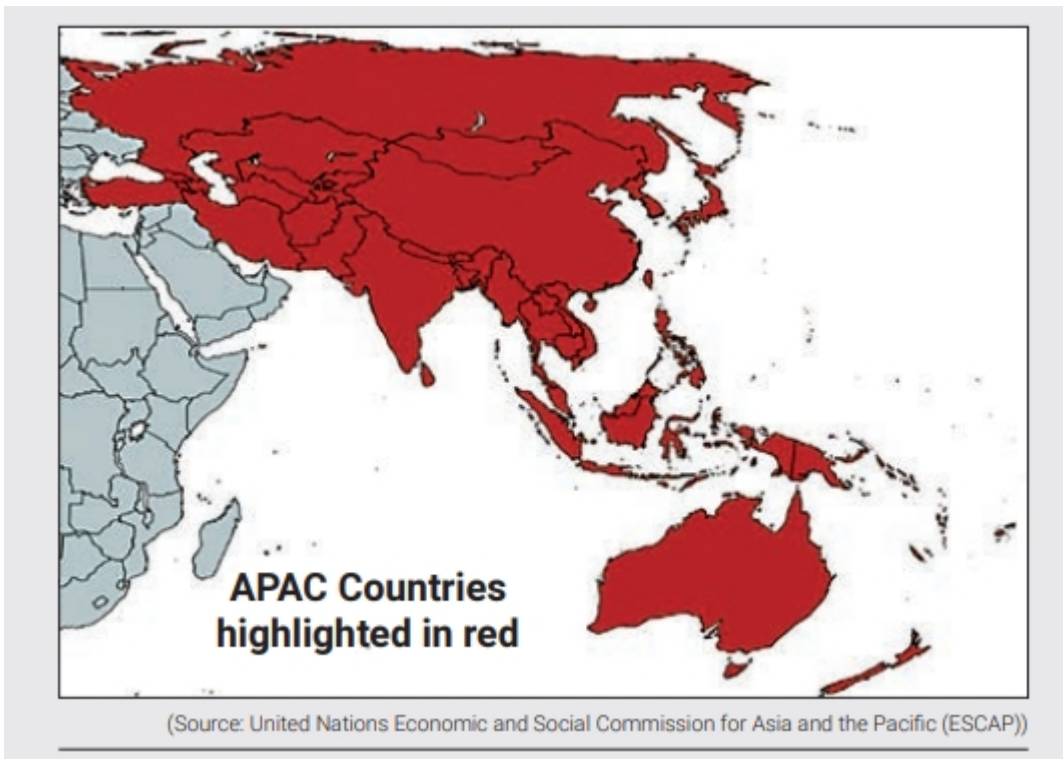 APAC Countries
highlighted in red
(Source: United Nations Economic and Social Commission for Asia and the Pacific (ESCAP))